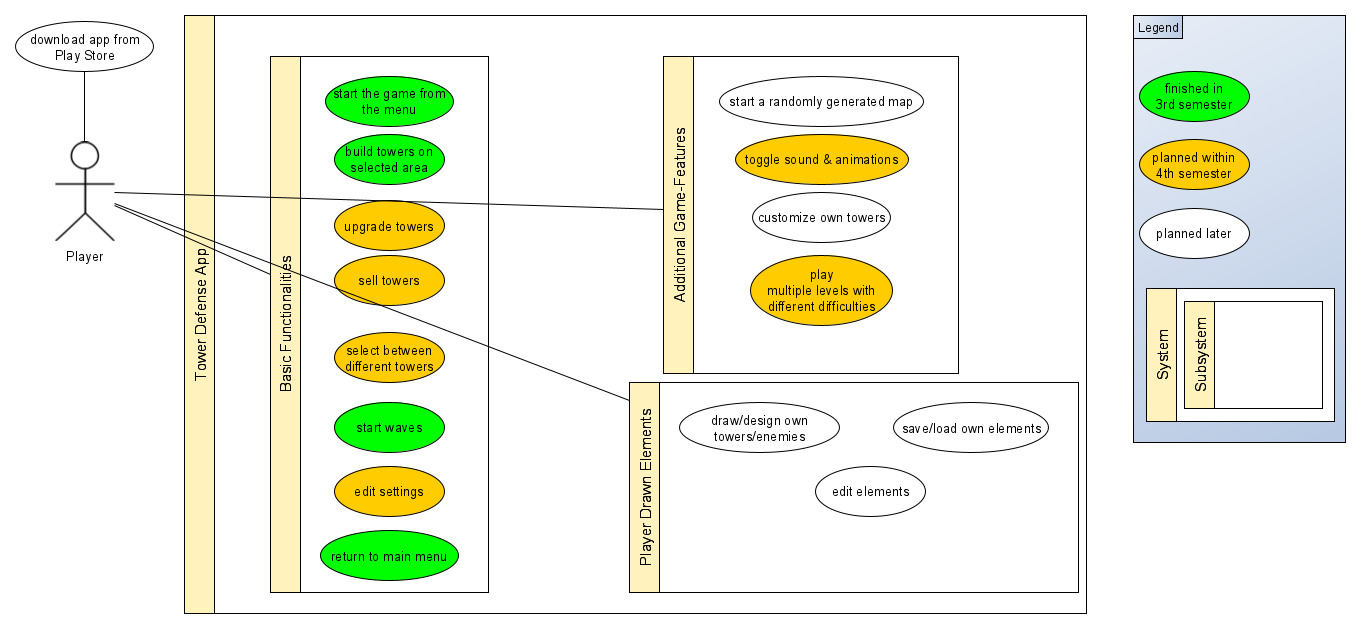 download app from
Play Store
Player
Tower Defense App
Basic Functionalities
start the game from
the menu
build towers on
selected area
upgrade towers
sell towers
select between
different towers
start waves
edit settings
return to main menu
Additional Game-Features
start a randomly generated map
toggle sound & animations
customize own towers
play
multiple levels with
different difficulties
Player Drawn Elements
draw/design own
towers/enemies
save/load own elements
edit elements
Legend
finished in
3rd semester
planned within
4th semester
planned later
System
Subsystem